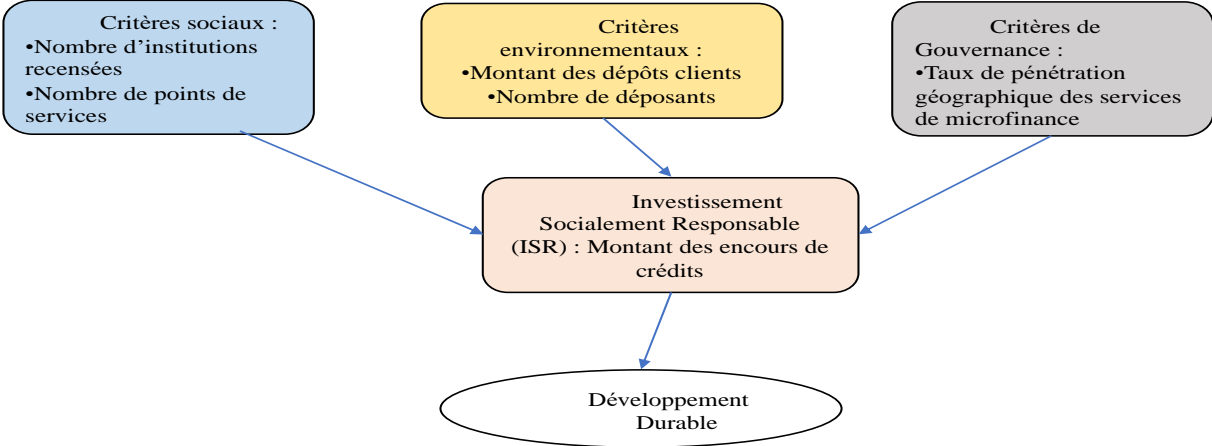 Critères sociaux :
•Nombre d’institutions
recensées
•Nombre de points de
services
Critères
environnementaux :
•Montant des dépôts clients
•Nombre de déposants
Critères de
Gouvernance :
•Taux de pénétration
géographique des services
de microfinance
Investissement
Socialement Responsable
(ISR) : Montant des encours de
crédits
Développement
Durable